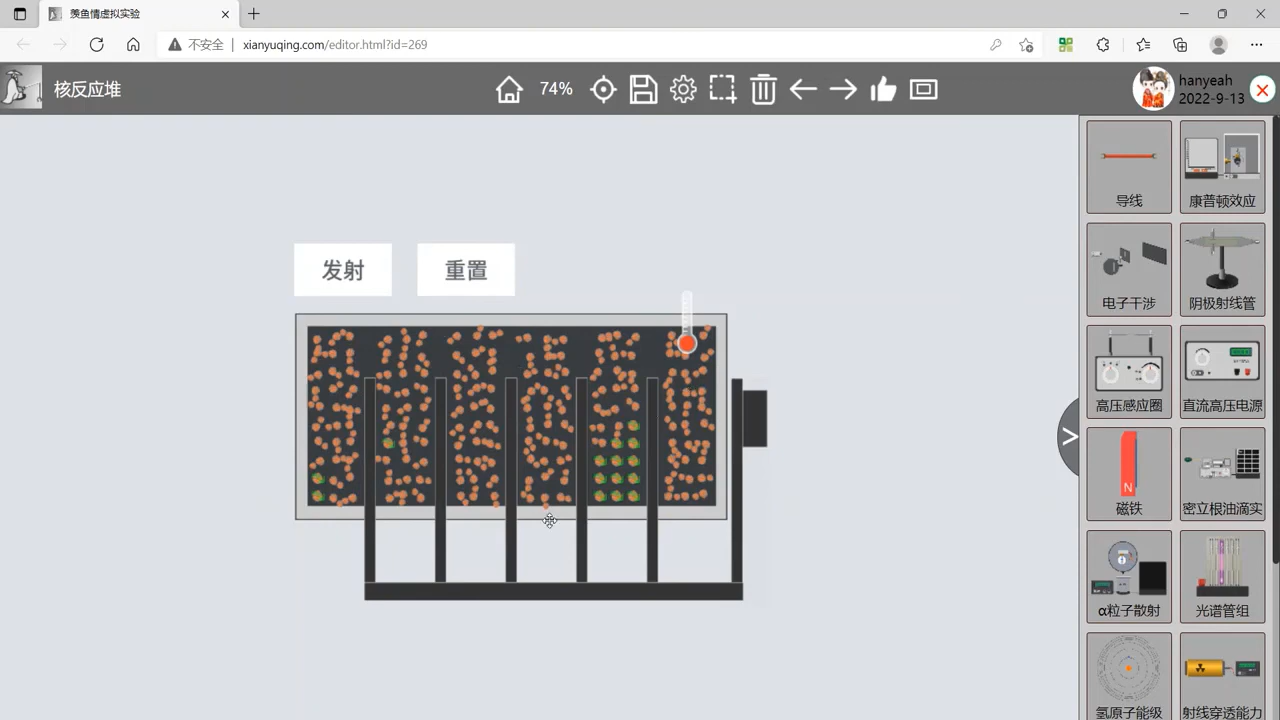 羡鱼情虚拟实验
不安全
xianyuqing.com/editor.html?id=269
核反应堆
74%
hanyeah
2022-9-13
发射
重置
导线
康普顿效应
电子干涉
阴极射线管
高压感应圈
直流高压电源
N
磁铁
密立根油滴实
α粒子散射
光谱管组
氢原子能级
射线穿透能力